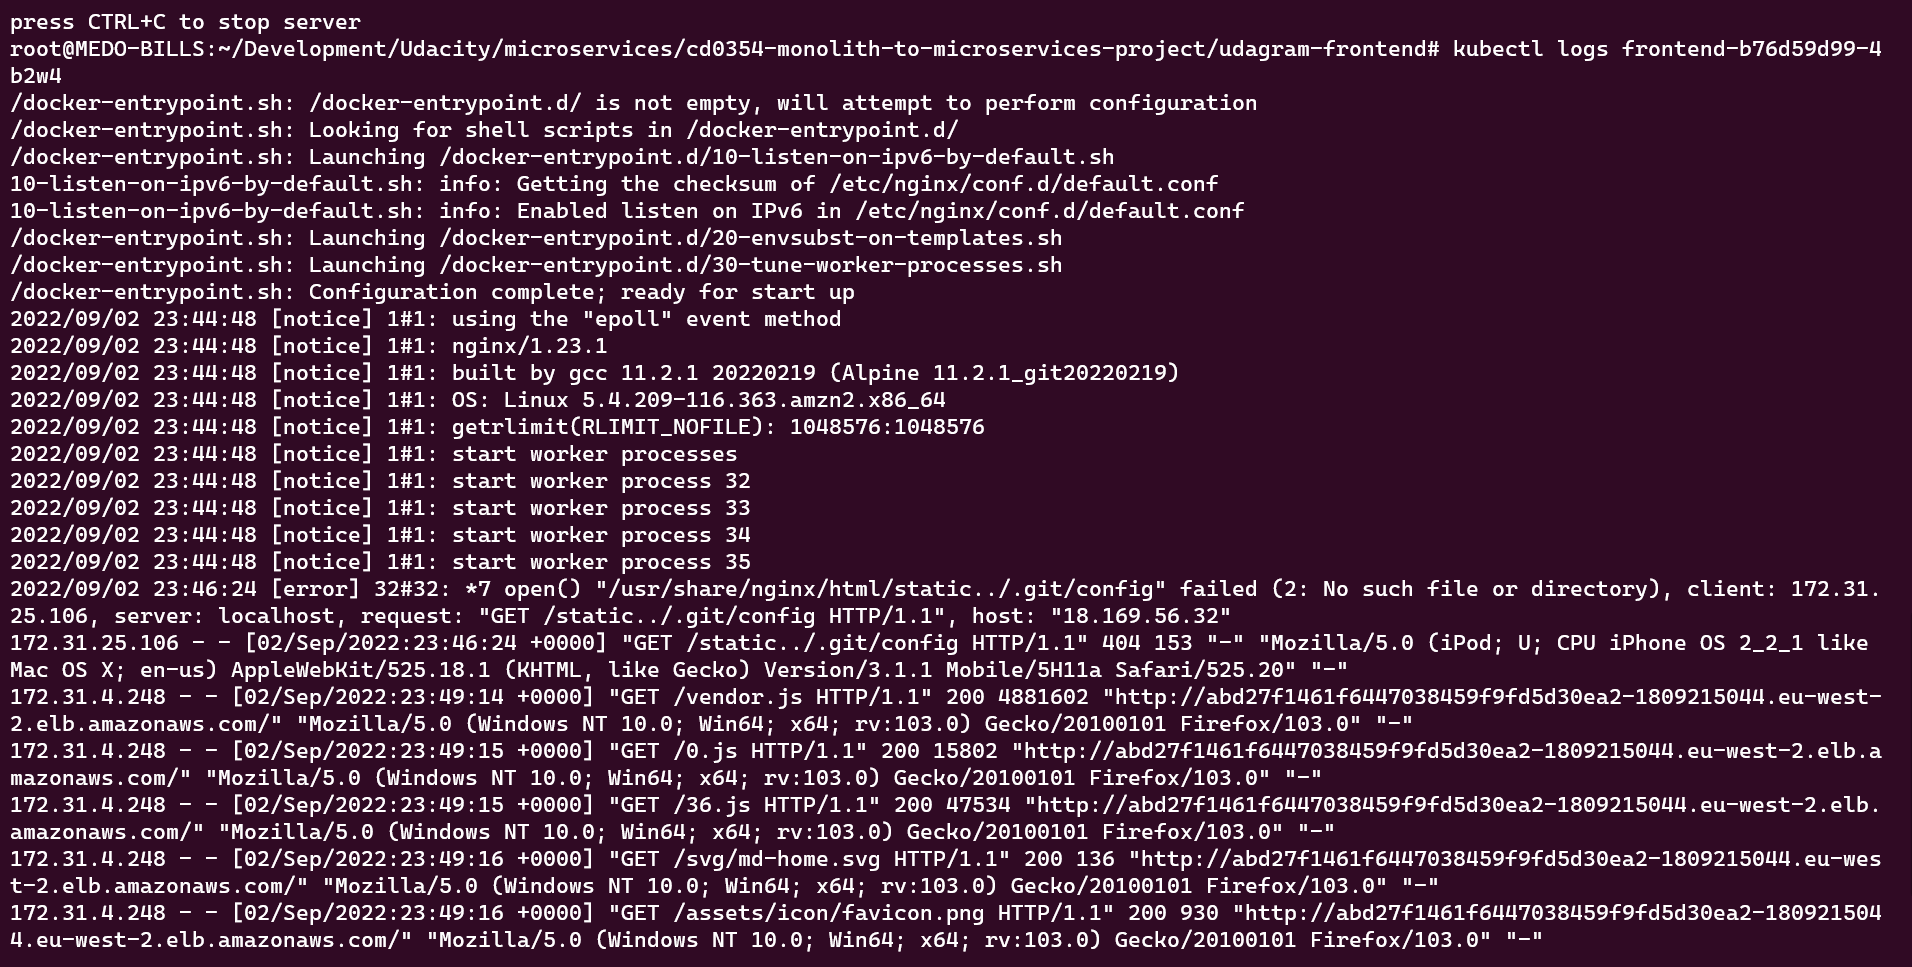 press CTRL+C to stop server
root@MEDO-BILLS:~/Development/Udacity/microservices/cd0354-monolith-to-microservices-project/udagram-frontend# kubectl logs frontend-b76d59d99-4
b2w4
/docker-entrypoint.sh: /docker-entrypoint.d/ is not empty, will attempt to perform configuration
/docker-entrypoint.sh: Looking for shell scripts in /docker-entrypoint.d/
/docker-entrypoint.sh: Launching /docker-entrypoint.d/10-listen-on-ipv6-by-default.sh
10-listen-on-ipv6-by-default.sh: info: Getting the checksum of /etc/nginx/conf.d/default.conf
10-listen-on-ipv6-by-default.sh: info: Enabled listen on IPv6 in /etc/nginx/conf.d/default.conf
/docker-entrypoint.sh: Launching /docker-entrypoint.d/20-envsubst-on-templates.sh
/docker-entrypoint.sh: Launching /docker-entrypoint.d/30-tune-worker-processes.sh
/docker-entrypoint.sh: Configuration complete; ready for start up
2022/09/02 23:44:48 [notice] 1#1: using the "epoll" event method
2022/09/02 23:44:48 [notice] 1#1: nginx/1.23.1
2022/09/02 23:44:48 [notice] 1#1: built by gcc 11.2.1 20220219 (Alpine 11.2.1_git20220219)
2022/09/02 23:44:48 [notice] 1#1: OS: Linux 5.4.209-116.363.amzn2.x86_64
2022/09/02 23:44:48 [notice] 1#1: getrlimit(RLIMIT_NOFILE): 1048576:1048576
2022/09/02 23:44:48 [notice] 1#1: start worker processes
2022/09/02 23:44:48 [notice] 1#1: start worker process 32
2022/09/02 23:44:48 [notice] 1#1: start worker process 33
2022/09/02 23:44:48 [notice] 1#1: start worker process 34
2022/09/02 23:44:48 [notice] 1#1: start worker process 35
2022/09/02 23:46:24 [error] 32#32: *7 open() "/usr/share/nginx/html/static../.git/config" failed (2: No such file or directory), client: 172.31.
25.106, server: localhost, request: "GET /static../.git/config HTTP/1.1", host: "18.169.56.32"
172.31.25.106 - - [02/Sep/2022:23:46:24 +0000] "GET /static../.git/config HTTP/1.1" 404 153 "-" "Mozilla/5.0 (iPod; U; CPU iPhone OS 2_2_1 like
Mac OS X; en-us) AppleWebKit/525.18.1 (KHTML, like Gecko) Version/3.1.1 Mobile/5H11a Safari/525.20" "-"
172.31.4.248 - - [02/Sep/2022:23:49:14 +0000] "GET /vendor.js HTTP/1.1" 200 4881602 "http://abd27f1461f6447038459f9fd5d30ea2-1809215044.eu-west-
2.elb.amazonaws.com/" "Mozilla/5.0 (Windows NT 10.0; Win64; x64; rv:103.0) Gecko/20100101 Firefox/103.0" "-"
172.31.4.248 - - [02/Sep/2022:23:49:15 +0000] "GET /0.js HTTP/1.1" 200 15802 "http://abd27f1461f6447038459f9fd5d30ea2-1809215044.eu-west-2.elb.a
mazonaws.com/" "Mozilla/5.0 (Windows NT 10.0; Win64; x64; rv:103.0) Gecko/20100101 Firefox/103.0" "-"
172.31.4.248 - - [02/Sep/2022:23:49:15 +0000] "GET /36.js HTTP/1.1" 200 47534 "http://abd27f1461f6447038459f9fd5d30ea2-1809215044.eu-west-2.elb.
amazonaws.com/" "Mozilla/5.0 (Windows NT 10.0; Win64; x64; rv:103.0) Gecko/20100101 Firefox/103.0" "-"
172.31.4.248 - - [02/Sep/2022:23:49:16 +0000] "GET /svg/md-home.svg HTTP/1.1" 200 136 "http://abd27f1461f6447038459f9fd5d30ea2-1809215044.eu-wes
t-2.elb.amazonaws.com/" "Mozilla/5.0 (Windows NT 10.0; Win64; x64; rv:103.0) Gecko/20100101 Firefox/103.0" "-"
172.31.4.248 - - [02/Sep/2022:23:49:16 +0000] "GET /assets/icon/favicon.png HTTP/1.1" 200 930 "http://abd27f1461f6447038459f9fd5d30ea2-180921504
4.eu-west-2.elb.amazonaws.com/" "Mozilla/5.0 (Windows NT 10.0; Win64; x64; rv:103.0) Gecko/20100101 Firefox/103.0" "-"